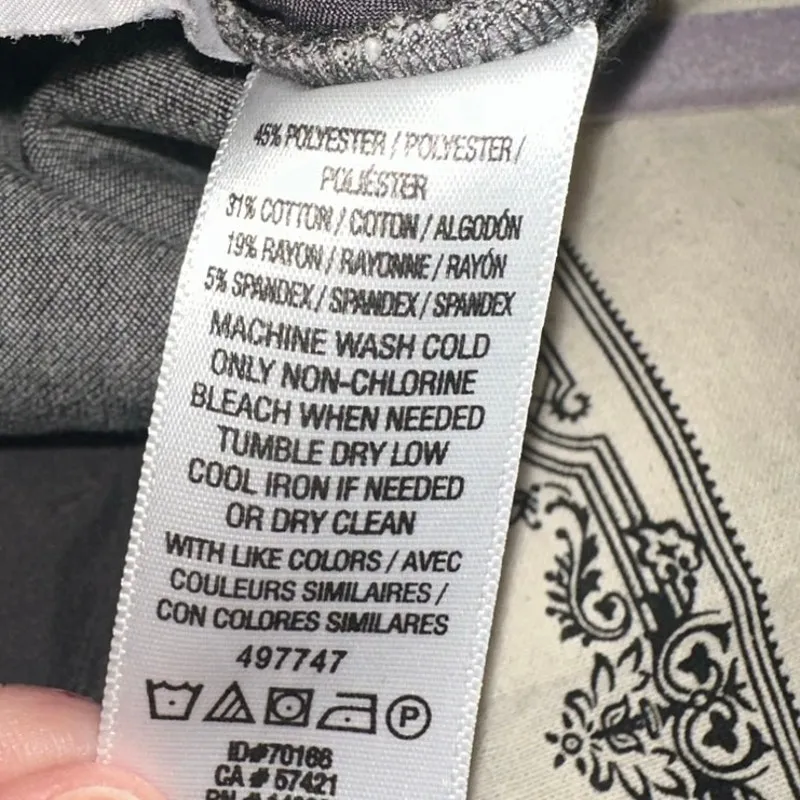 45% POLYESTER / POLYESTER /
POLIÉSTER
31% COTTON / COTON / ALGODÓN
19% RAYON / RAYONNE / RAYÓN
5% SPANDEX / SPANDEX / SPANDEX
MACHINE WASH COLD
ONLY NON-CHLORINE
BLEACH WHEN NEEDED
TUMBLE DRY LOW
COOL IRON IF NEEDED
OR DRY CLEAN
WITH LIKE COLORS / AVEC
COULEURS SIMILAIRES /
CON COLORES SIMILARES
497747
P
ID#70166
CA # 57421